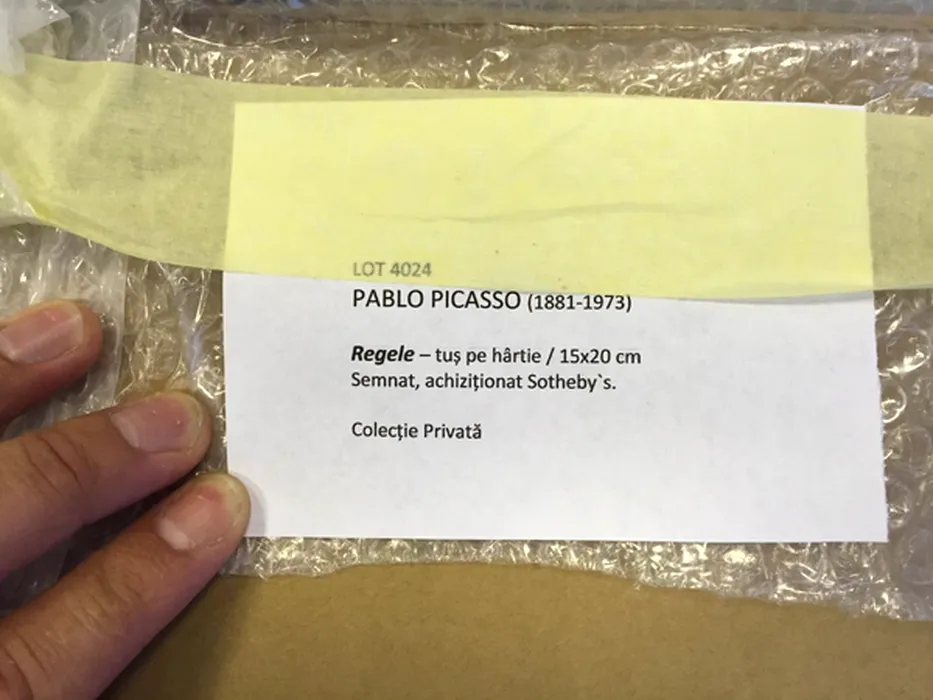 LOT 4024
PABLO PICASSO (1881-1973)
Regele – tuș pe hârtie / 15x20 cm
Semnat, achiziționat Sotheby`s.
Colecție Privată